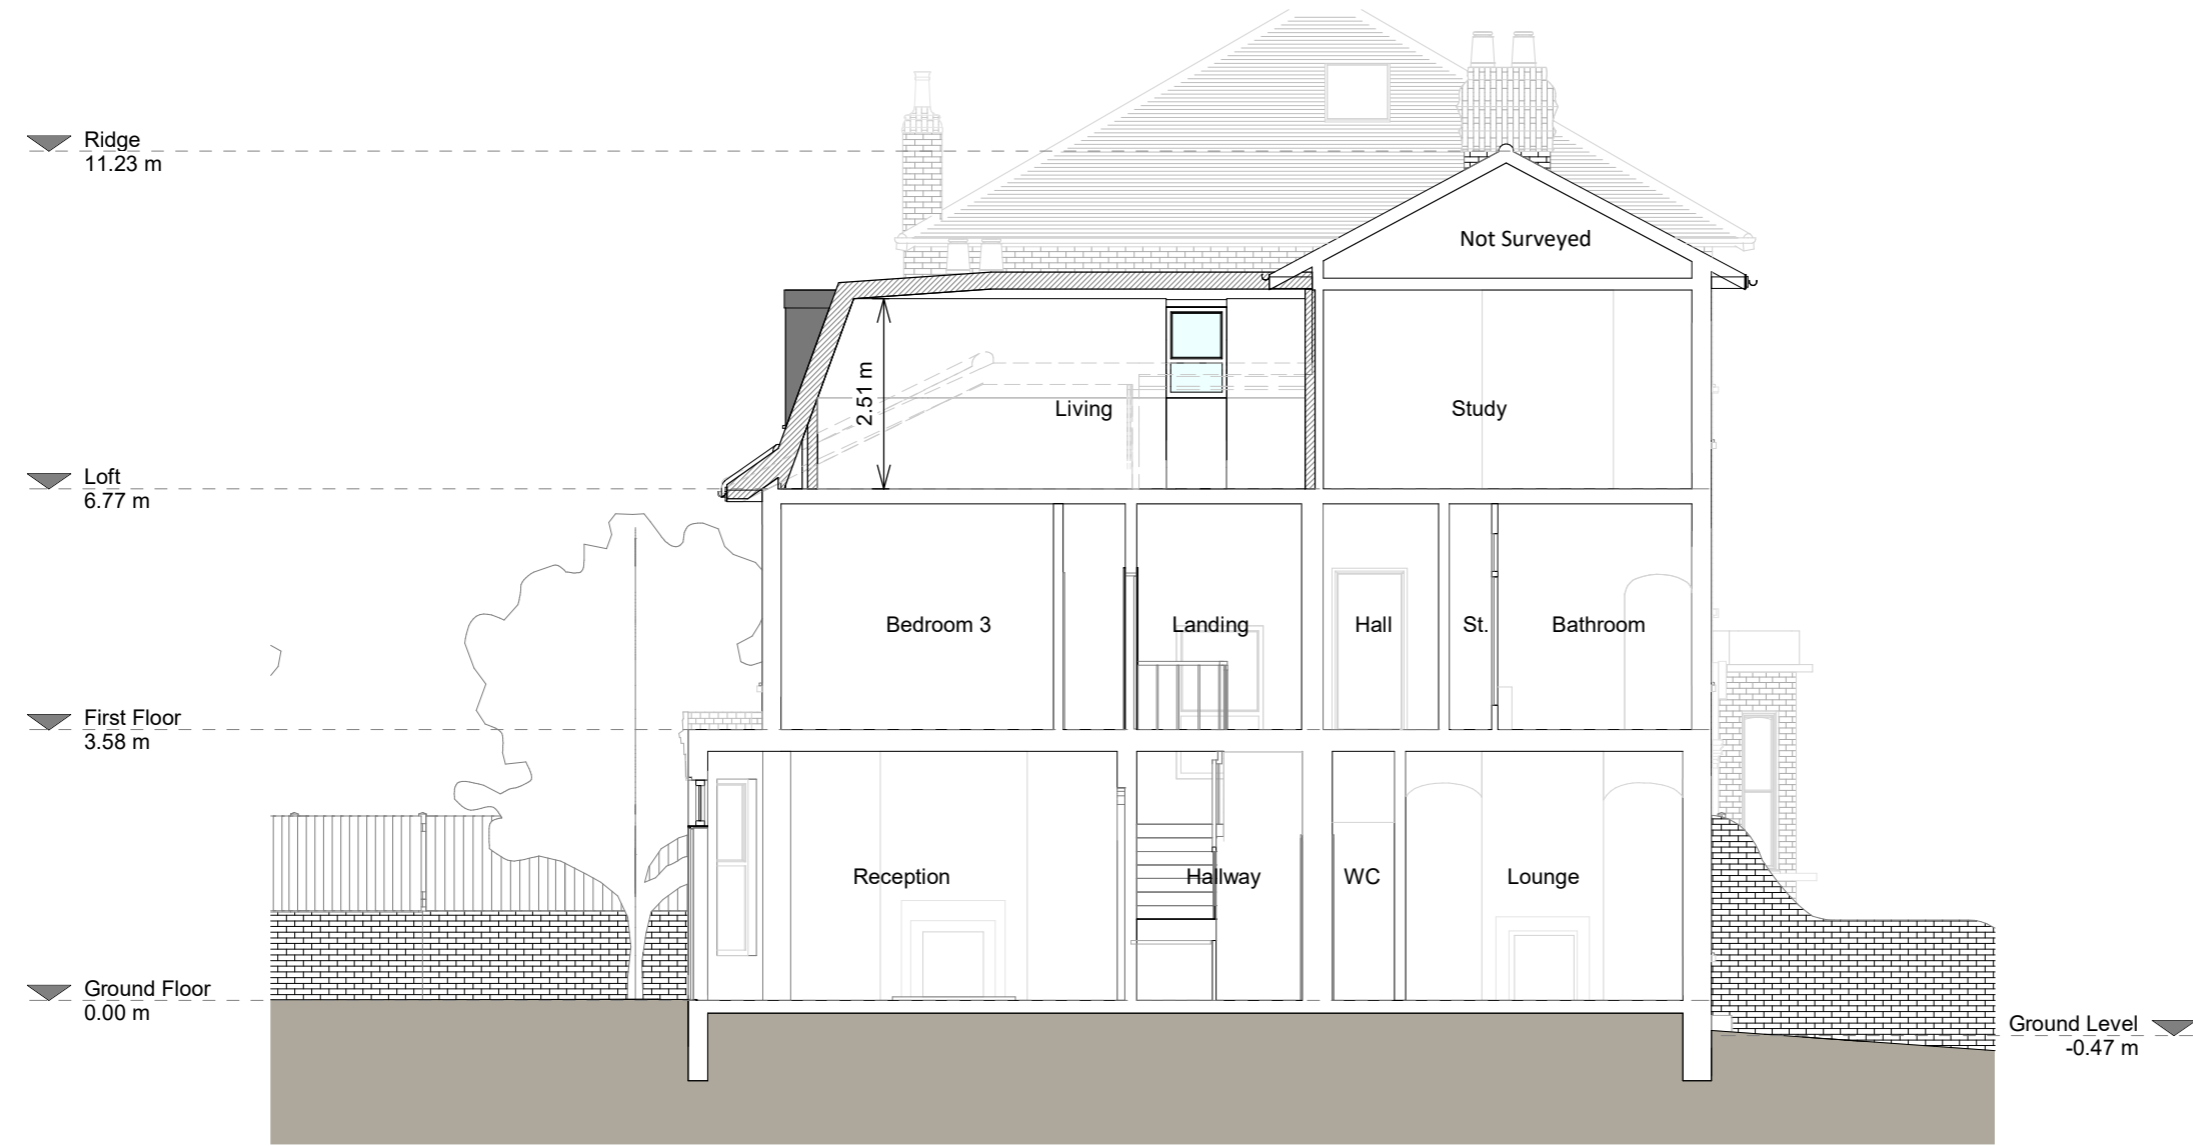 Ridge
11.23 m
Not Surveyed
2.51 m
Living
Study
Loft
6.77 m
Bedroom 3
Landing
Hall
St.
Bathroom
First Floor
3.58 m
Reception
Hallway
WC
Lounge
Ground Floor
0.00 m
Ground Level
-0.47 m